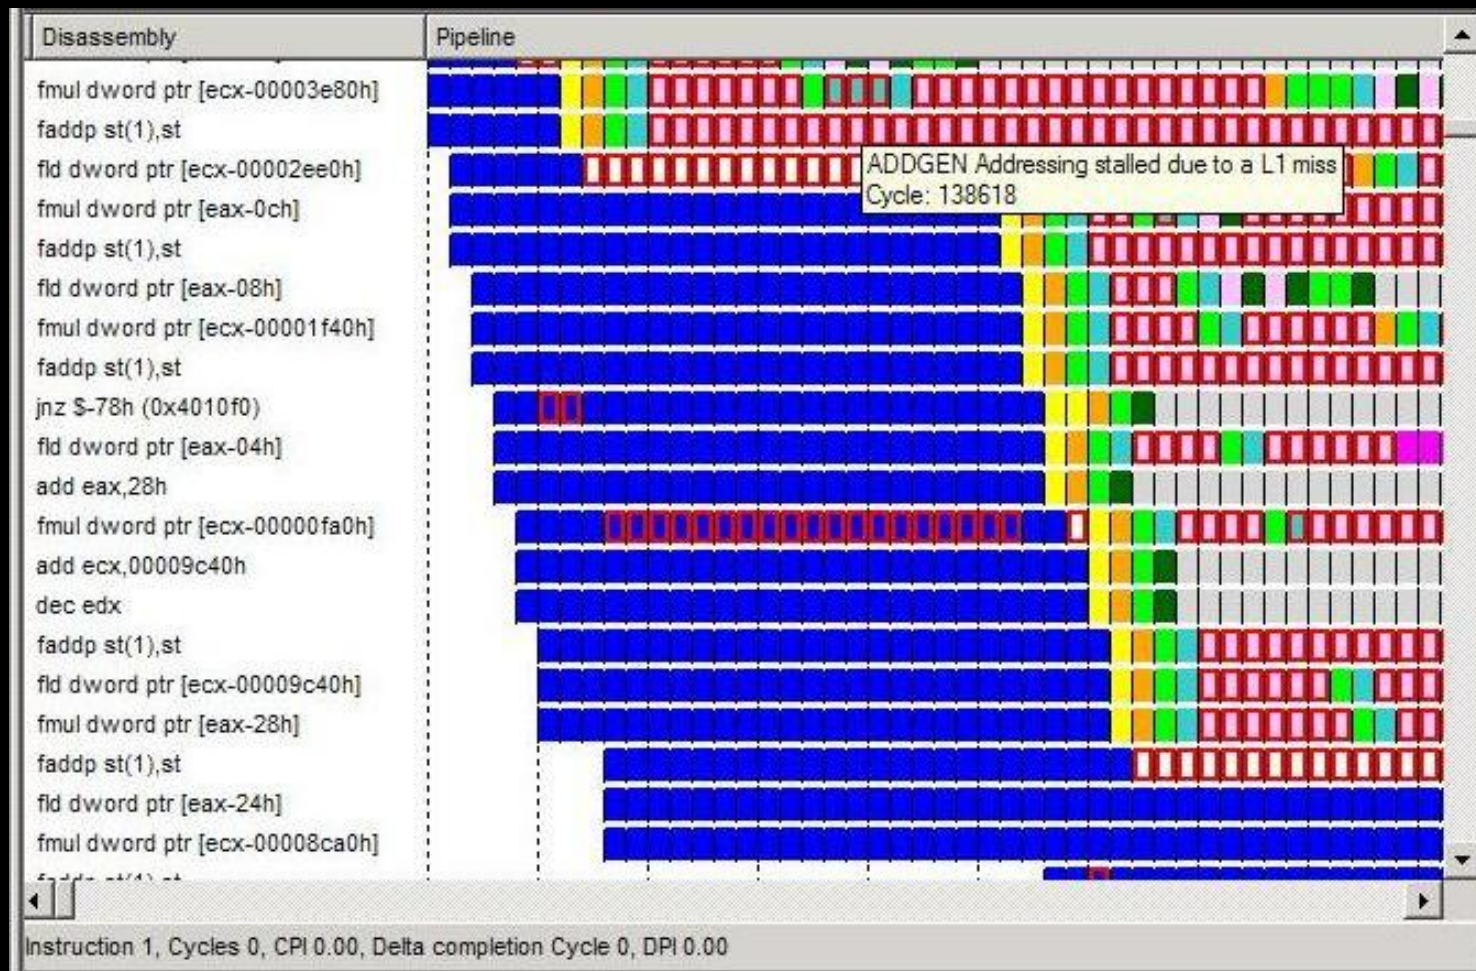 Disassembly Pipeline
fmul dword ptr [ecx-00003e80h]
faddp st(1),st
fld dword ptr [ecx-00002ee0h]
ADDGEN Addressing stalled due to a L1 miss
Cycle: 138618
fmul dword ptr [eax-0ch]
faddp st(1),st
fld dword ptr [eax-08h]
fmul dword ptr [ecx-00001f40h]
faddp st(1),st
jnz $-78h (0x4010f0)
fld dword ptr [eax-04h]
add eax,28h
fmul dword ptr [ecx-00000fa0h]
add ecx,00009c40h
dec edx
faddp st(1),st
fld dword ptr [ecx-00009c40h]
fmul dword ptr [eax-28h]
faddp st(1),st
fld dword ptr [eax-24h]
fmul dword ptr [ecx-00008ca0h]
Instruction 1, Cycles 0, CPI 0.00, Delta completion Cycle 0, DPI 0.00